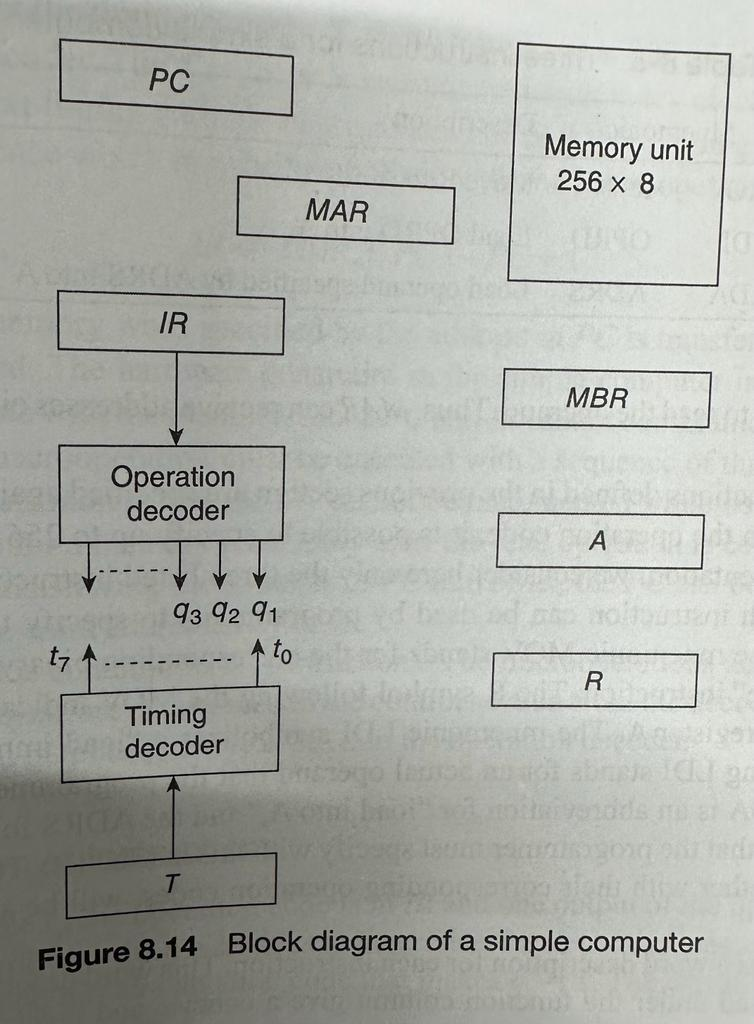 PC
Memory unit
256 x 8
MAR
IR
MBR
Operation
decoder
A
q3 q2 q1
t7
t0
R
Timing
decoder
T
Figure 8.14 Block diagram of a simple computer